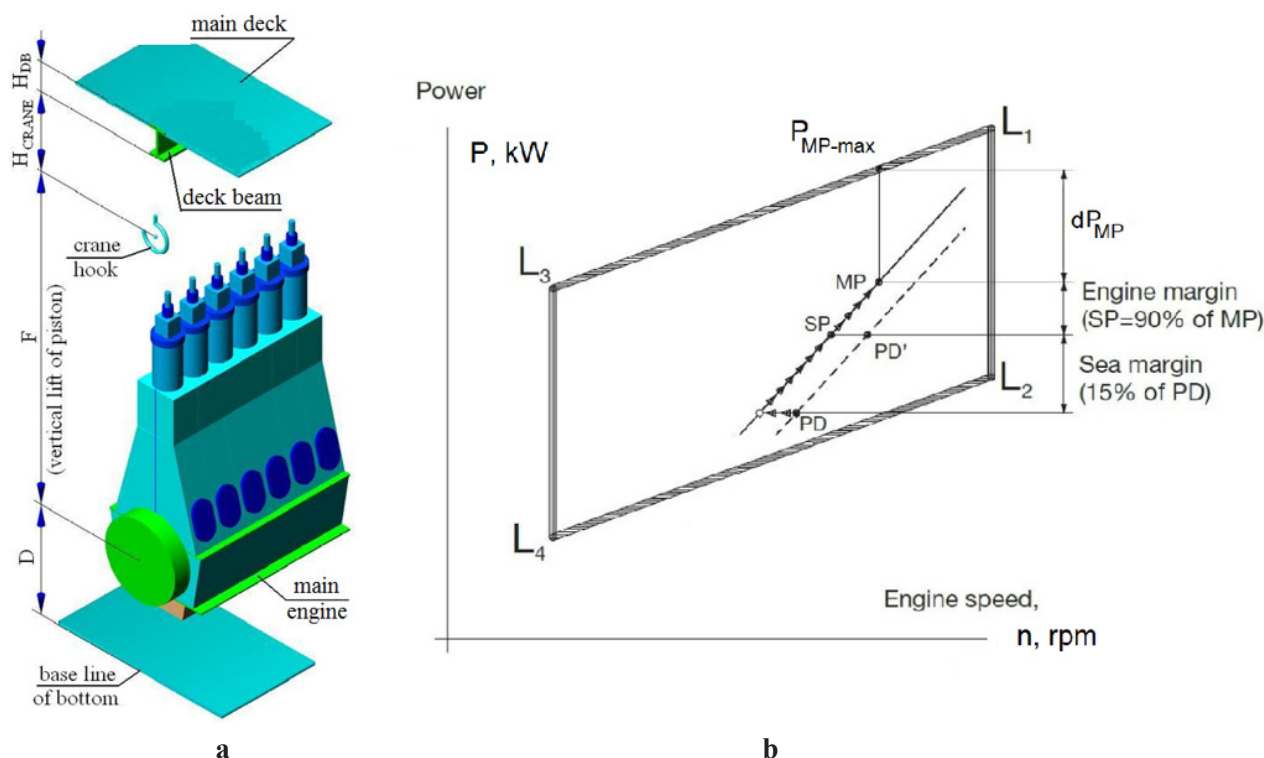 main deck
H_DB
H_CRANE
deck beam
crane
hook
F
(vertical lift of piston)
D
main
engine
base line
of bottom
a
Power
P, kW
P_MP-max
L₁
dP_MP
L₃
MP
Engine margin
(SP=90% of MP)
SP
PD'
Sea margin
(15% of PD)
L₂
PD
L₄
Engine speed,
n, rpm
b